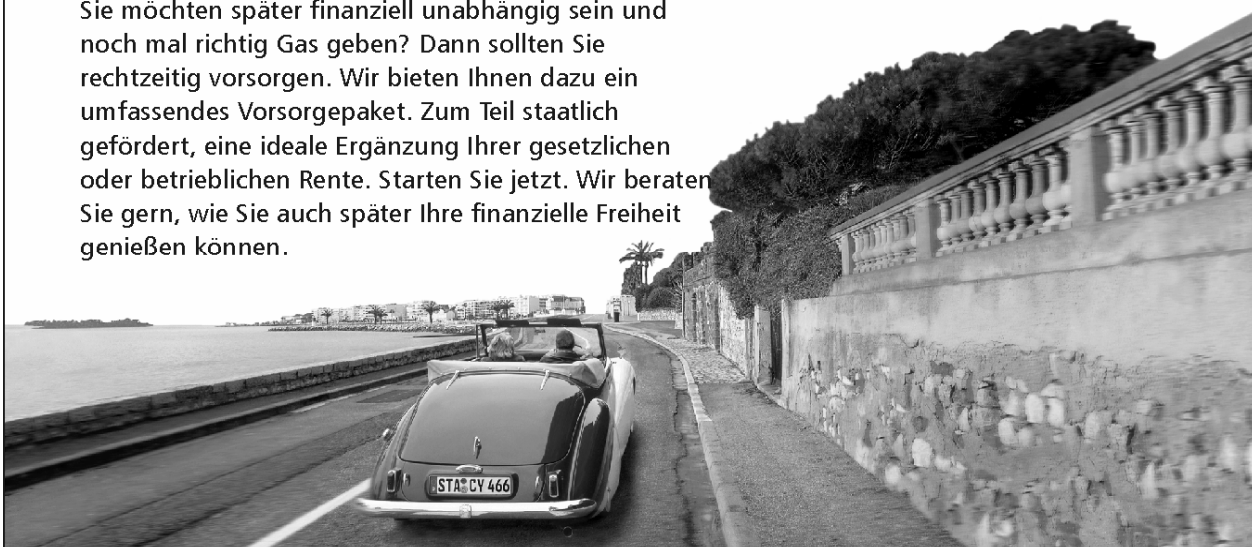 Sie möchten später finanziell unabhängig sein und
noch mal richtig Gas geben? Dann sollten Sie
rechtzeitig vorsorgen. Wir bieten Ihnen dazu ein
umfassendes Vorsorgepaket. Zum Teil staatlich
gefördert, eine ideale Ergänzung Ihrer gesetzlichen
oder betrieblichen Rente. Starten Sie jetzt. Wir beraten
Sie gern, wie Sie auch später Ihre finanzielle Freiheit
genießen können.
STA CY 466